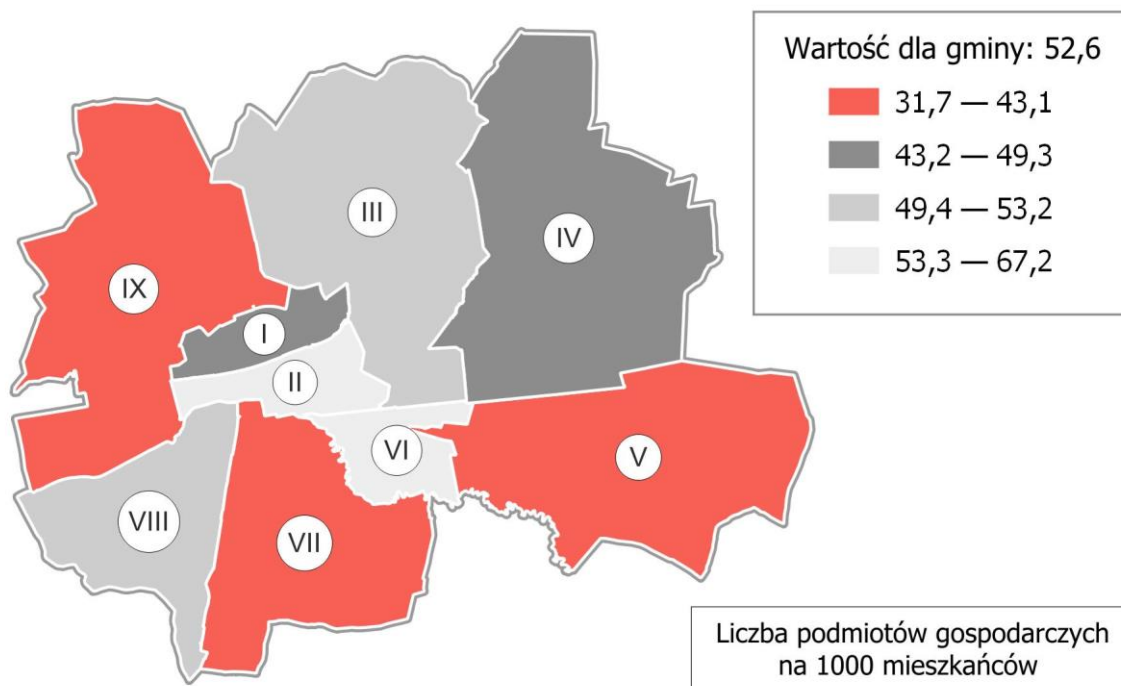 Wartość dla gminy: 52,6
31,7 — 43,1
43,2 — 49,3
49,4 — 53,2
53,3 — 67,2
III
IV
IX
I
II
VI
V
VIII
VII
Liczba podmiotów gospodarczych
na 1000 mieszkańców